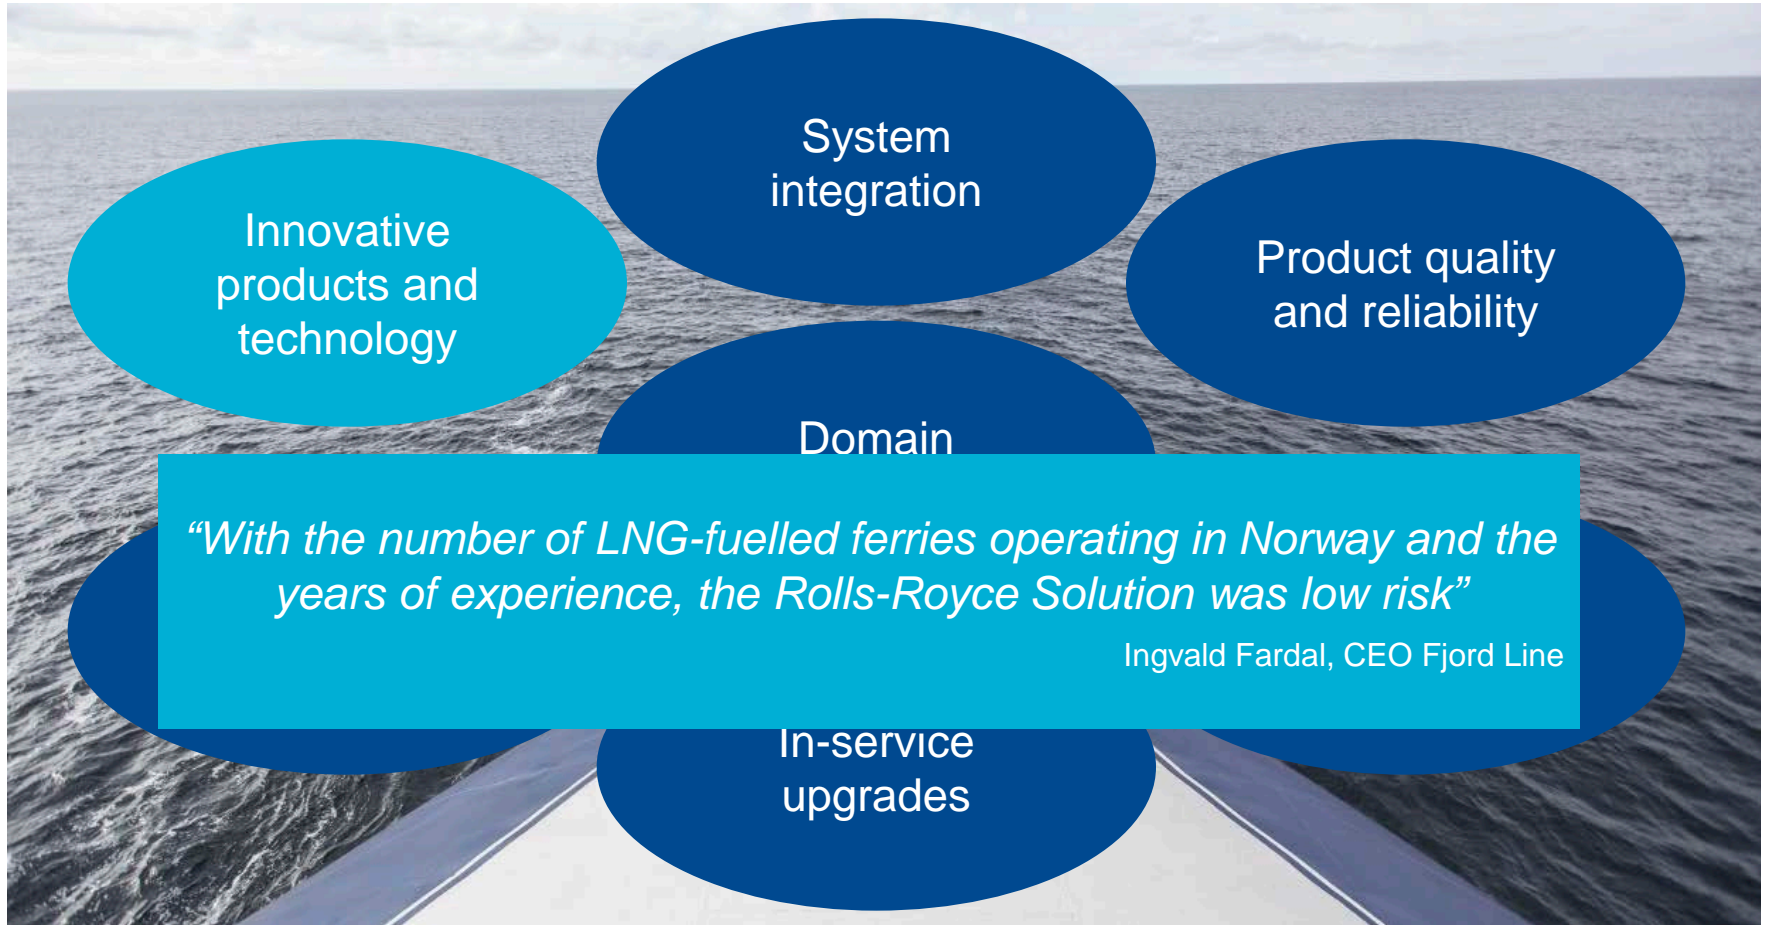 System
integration
Innovative
products and
technology
Product quality
and reliability
Domain
“With the number of LNG-fuelled ferries operating in Norway and the
years of experience, the Rolls-Royce Solution was low risk”
Ingvald Fardal, CEO Fjord Line
In-service
upgrades